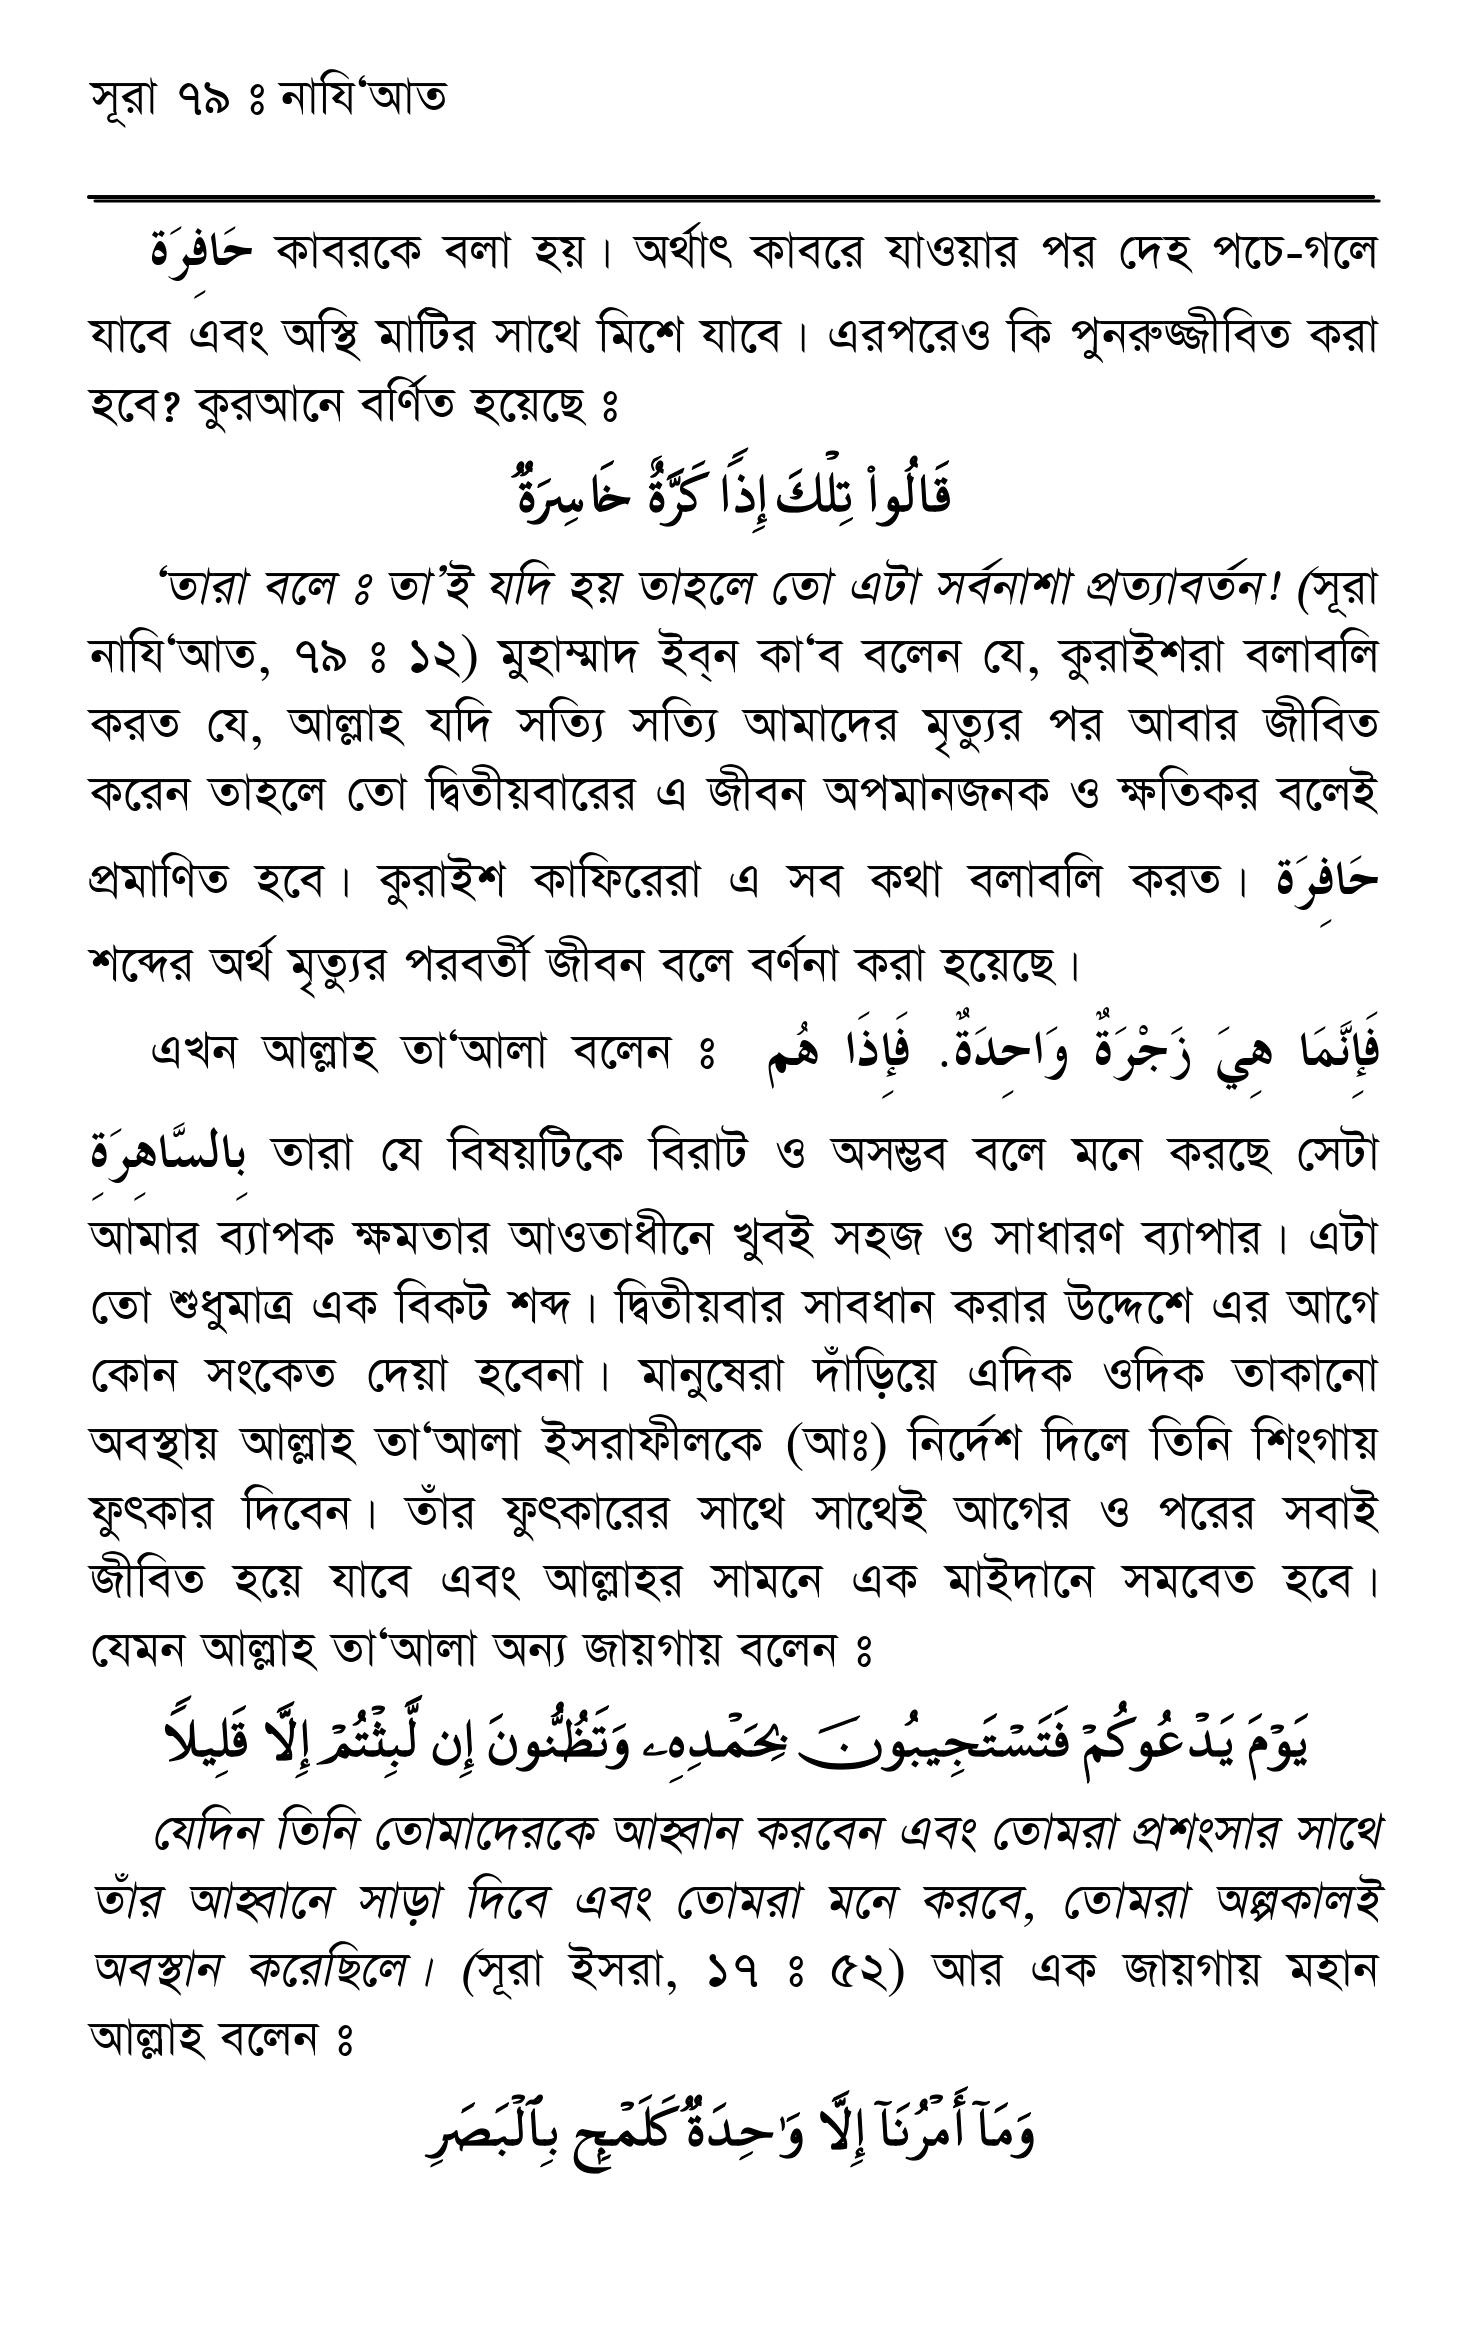 সূরা ৭৯ ঃ নাযি‘আত
حَافِرَة কাবরকে বলা হয়। অর্থাৎ কাবরে যাওয়ার পর দেহ পচে-গলে
যাবে এবং অস্থি মাটির সাথে মিশে যাবে। এরপরেও কি পুনরুজ্জীবিত করা
হবে? কুরআনে বর্ণিত হয়েছে ঃ
قَالُواْ تِلْكَ إِذًا كَرَّةٌ خَاسِرَةٌ
‘তারা বলে ঃ তা’ই যদি হয় তাহলে তো এটা সর্বনাশা প্রত্যাবর্তন! (সূরা
নাযি‘আত, ৭৯ ঃ ১২) মুহাম্মাদ ইব্‌ন কা‘ব বলেন যে, কুরাইশরা বলাবলি
করত যে, আল্লাহ যদি সত্যি সত্যি আমাদের মৃত্যুর পর আবার জীবিত
করেন তাহলে তো দ্বিতীয়বারের এ জীবন অপমানজনক ও ক্ষতিকর বলেই
প্রমাণিত হবে। কুরাইশ কাফিরেরা এ সব কথা বলাবলি করত। حَافِرَة
শব্দের অর্থ মৃত্যুর পরবর্তী জীবন বলে বর্ণনা করা হয়েছে।
এখন আল্লাহ তা‘আলা বলেন ঃ فَإِنَّمَا هِيَ زَجْرَةٌ وَاحِدَةٌ. فَإِذَا هُم
بِالسَّاهِرَةِ তারা যে বিষয়টিকে বিরাট ও অসম্ভব বলে মনে করছে সেটা
আমার ব্যাপক ক্ষমতার আওতাধীনে খুবই সহজ ও সাধারণ ব্যাপার। এটা
তো শুধুমাত্র এক বিকট শব্দ। দ্বিতীয়বার সাবধান করার উদ্দেশে এর আগে
কোন সংকেত দেয়া হবেনা। মানুষেরা দাঁড়িয়ে এদিক ওদিক তাকানো
অবস্থায় আল্লাহ তা‘আলা ইসরাফীলকে (আঃ) নির্দেশ দিলে তিনি শিংগায়
ফুৎকার দিবেন। তাঁর ফুৎকারের সাথে সাথেই আগের ও পরের সবাই
জীবিত হয়ে যাবে এবং আল্লাহর সামনে এক মাইদানে সমবেত হবে।
যেমন আল্লাহ তা‘আলা অন্য জায়গায় বলেন ঃ
يَوْمَ يَدْعُوكُمْ فَتَسْتَجِيبُونَ بِحَمْدِهِۦ وَتَظُنُّونَ إِن لَّبِثْتُمْ إِلَّا قَلِيلاً
যেদিন তিনি তোমাদেরকে আহ্বান করবেন এবং তোমরা প্রশংসার সাথে
তাঁর আহ্বানে সাড়া দিবে এবং তোমরা মনে করবে, তোমরা অল্পকালই
অবস্থান করেছিলে। (সূরা ইসরা, ১৭ ঃ ৫২) আর এক জায়গায় মহান
আল্লাহ বলেন ঃ
وَمَآ أَمْرُنَآ إِلَّا وَٰحِدَةٌ كَلَمْحٍۭ بِٱلْبَصَرِ